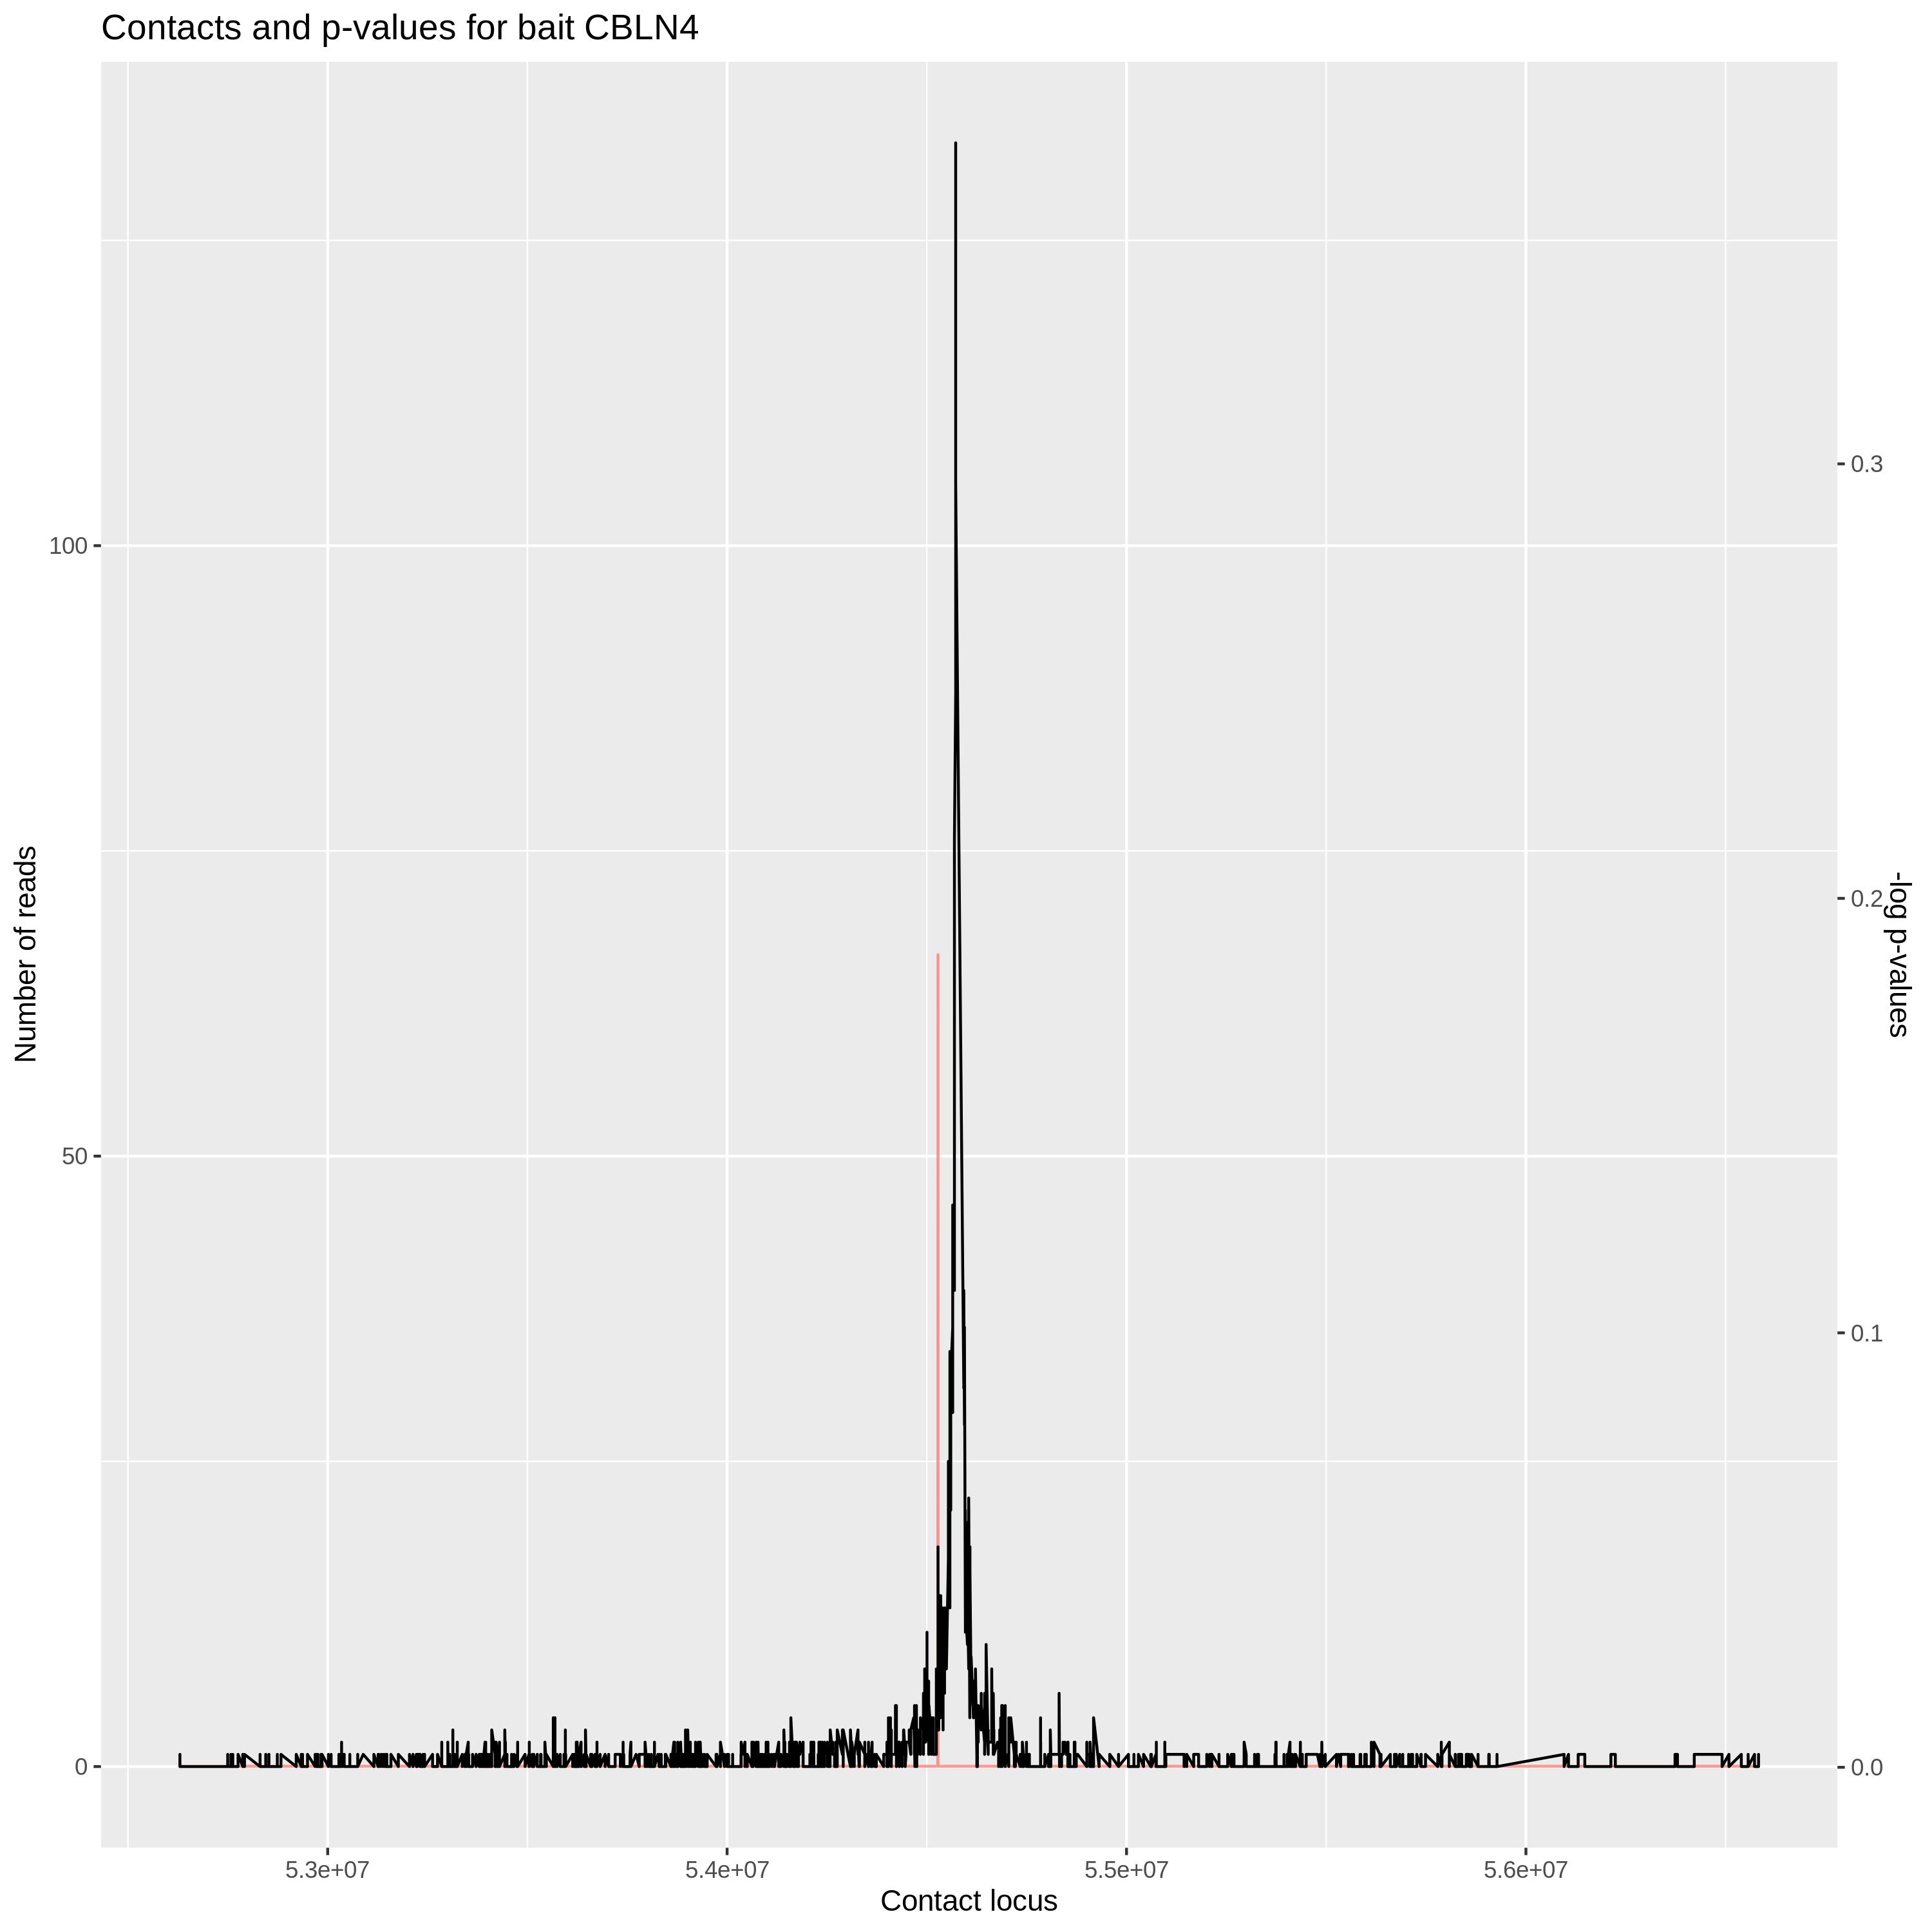 Contacts and p-values for bait CBLN4
Number of reads
100
50
0
0.3
0.2
0.1
0.0
-log p-values
5.3e+07 5.4e+07 5.5e+07 5.6e+07
Contact locus